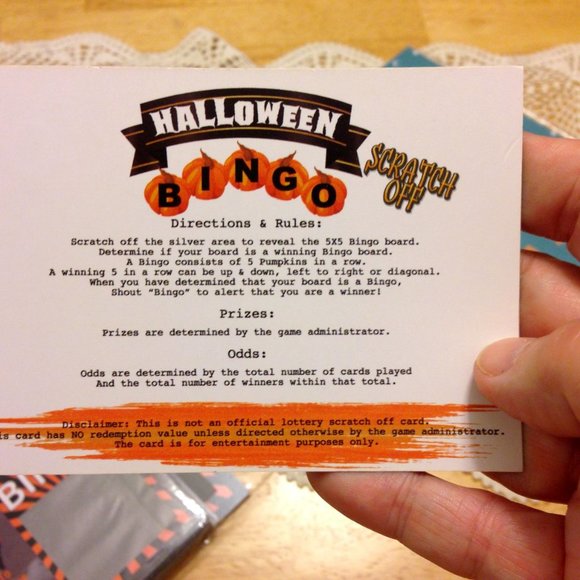 HALLOWEEN
BINGO
SCRATCH
OFF
Directions & Rules:
Scratch off the silver area to reveal the 5X5 Bingo board.
Determine if your board is a winning Bingo board.
A Bingo consists of 5 Pumpkins in a row.
A winning 5 in a row can be up & down, left to right or diagonal.
When you have determined that your board is a Bingo,
Shout "Bingo" to alert that you are a winner!
Prizes:
Prizes are determined by the game administrator.
Odds:
Odds are determined by the total number of cards played
And the total number of winners within that total.
Disclaimer: This is not an official lottery scratch off card.
card has NO redemption value unless directed otherwise by the game administrator.
The card is for entertainment purposes only.